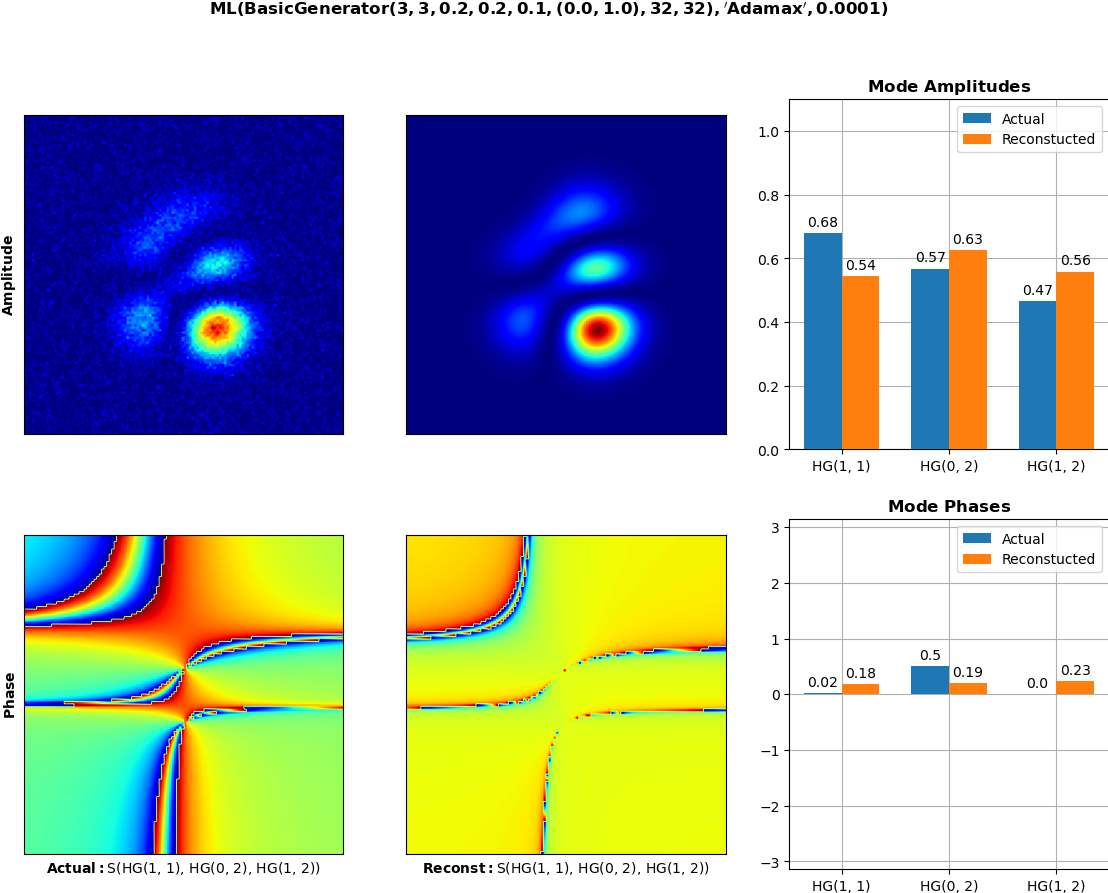 ML(BasicGenerator(3, 3, 0.2, 0.2, 0.1, (0.0, 1.0), 32, 32), 'Adamax', 0.0001)
Amplitude
Mode Amplitudes
Actual
Reconstucted
1.0
0.8
0.6
0.4
0.2
0.0
0.68
0.54
0.57
0.63
0.47
0.56
HG(1, 1)
HG(0, 2)
HG(1, 2)
Phase
Actual: S(HG(1, 1), HG(0, 2), HG(1, 2))
Reconst: S(HG(1, 1), HG(0, 2), HG(1, 2))
Mode Phases
Actual
Reconstucted
3
2
1
0
−1
−2
−3
0.02
0.18
0.5
0.19
0.0
0.23
HG(1, 1)
HG(0, 2)
HG(1, 2)